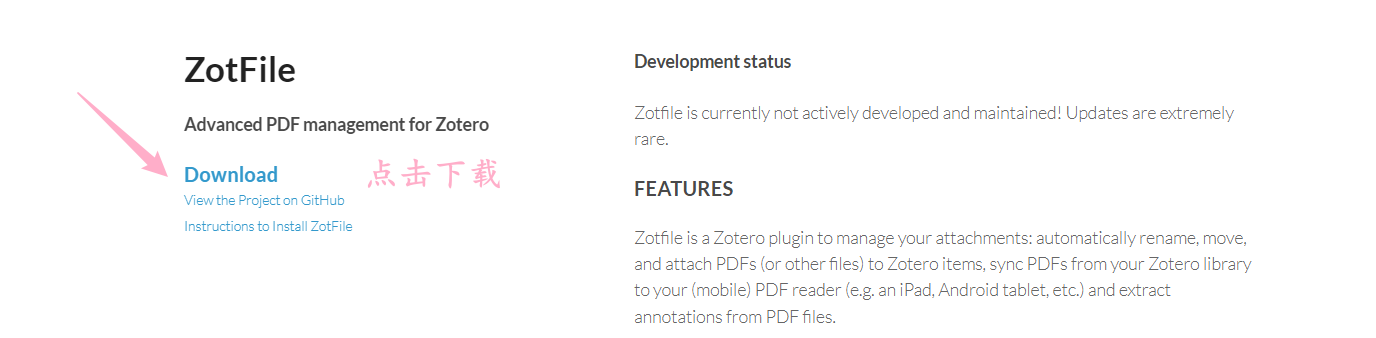 ZotFile
Advanced PDF management for Zotero
Download
点击下载
View the Project on GitHub
Instructions to Install ZotFile
Development status
Zotfile is currently not actively developed and maintained! Updates are extremely
rare.
FEATURES
Zotfile is a Zotero plugin to manage your attachments: automatically rename, move,
and attach PDFs (or other files) to Zotero items, sync PDFs from your Zotero library
to your (mobile) PDF reader (e.g. an iPad, Android tablet, etc.) and extract
annotations from PDF files.